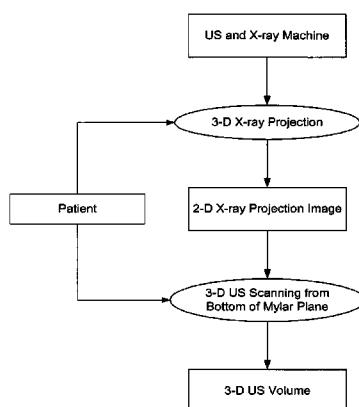 US and X-ray Machine
3-D X-ray Projection
Patient
2-D X-ray Projection Image
3-D US Scanning from
Bottom of Mylar Plane
3-D US Volume